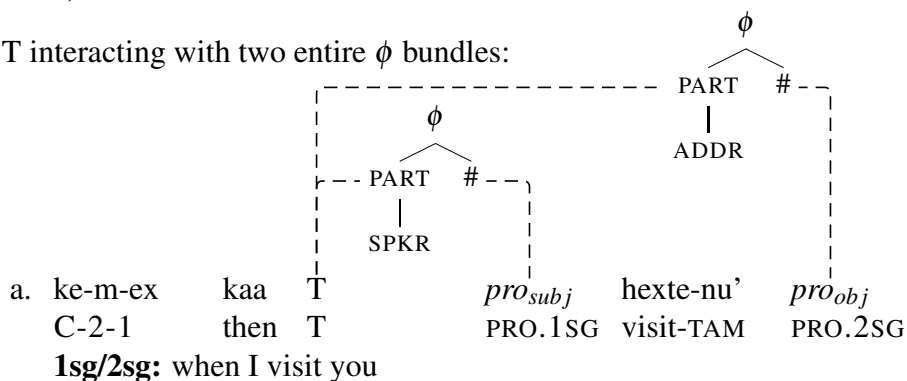 ϕ
T interacting with two entire ϕ bundles:
PART #
ϕ
ADDR
PART #
SPKR
a. ke-m-ex kaa T pro_subj hexte-nu' pro_obj
C-2-1 then T PRO.1SG visit-TAM PRO.2SG
1sg/2sg: when I visit you